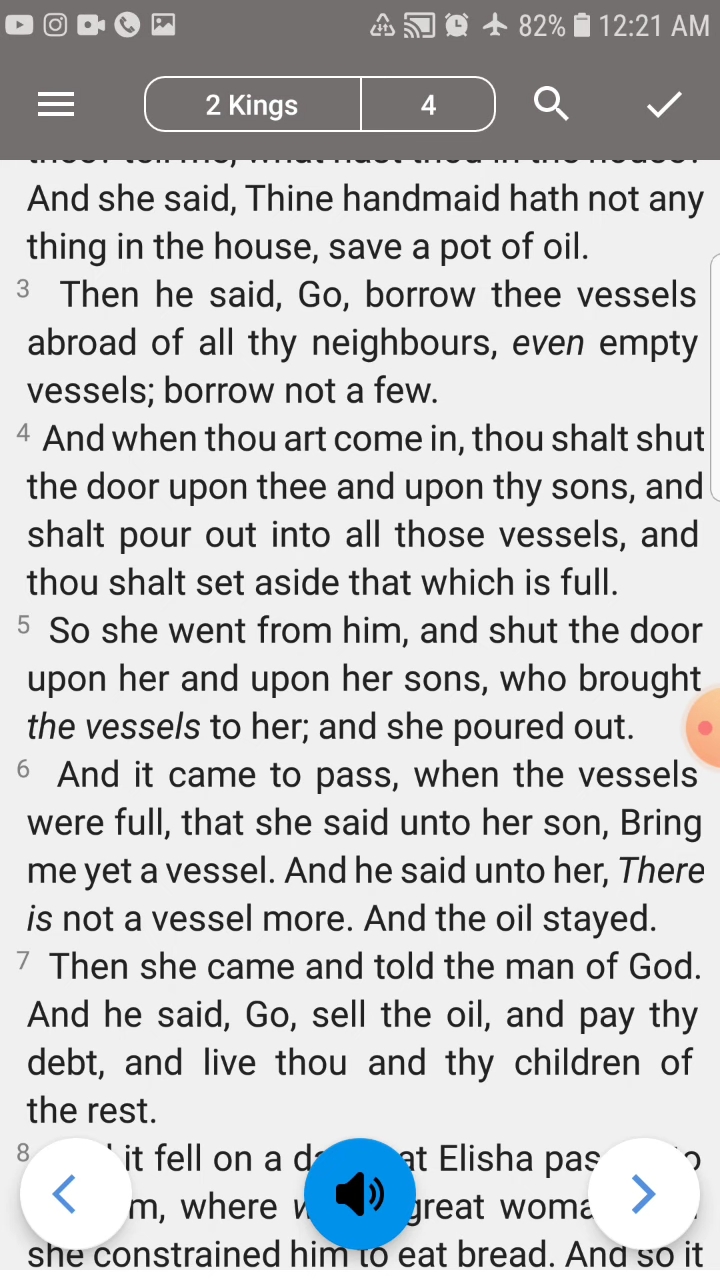 82% 12:21 AM
2 Kings 4
And she said, Thine handmaid hath not any
thing in the house, save a pot of oil.
3 Then he said, Go, borrow thee vessels
abroad of all thy neighbours, even empty
vessels; borrow not a few.
4 And when thou art come in, thou shalt shut
the door upon thee and upon thy sons, and
shalt pour out into all those vessels, and
thou shalt set aside that which is full.
5 So she went from him, and shut the door
upon her and upon her sons, who brought
the vessels to her; and she poured out.
6 And it came to pass, when the vessels
were full, that she said unto her son, Bring
me yet a vessel. And he said unto her, There
is not a vessel more. And the oil stayed.
7 Then she came and told the man of God.
And he said, Go, sell the oil, and pay thy
debt, and live thou and thy children of
the rest.
8 it fell on a Elisha
where great
she constrained him to eat bread. And so it